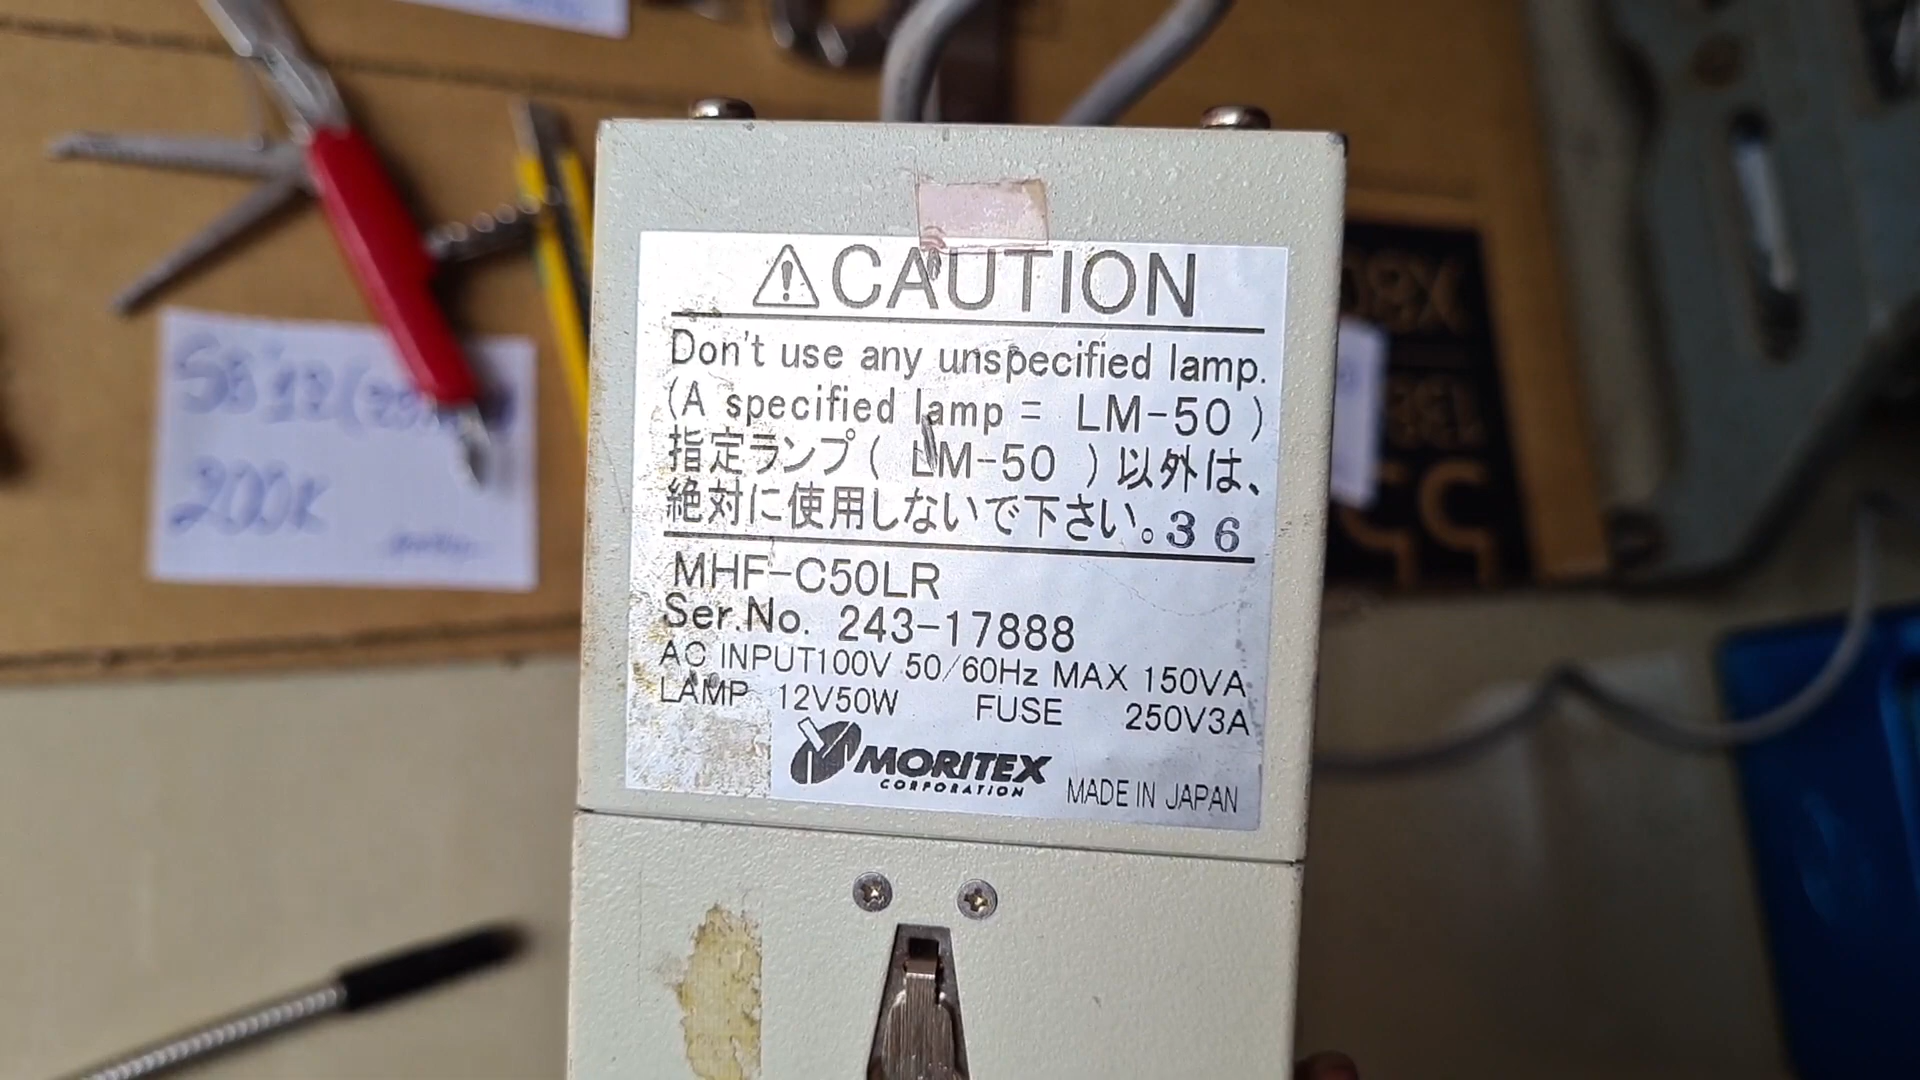 CAUTION
Don't use any unspecified lamp.
(A specified lamp = LM-50 )
指定ランプ( LM-50 )以外は、
絶対に使用しないで下さい。36
MHF-C50LR
Ser.No. 243-17888
AC INPUT100V 50/60Hz MAX 150VA
LAMP 12V50W FUSE 250V3A
MORITEX
CORPORATION
MADE IN JAPAN
200K